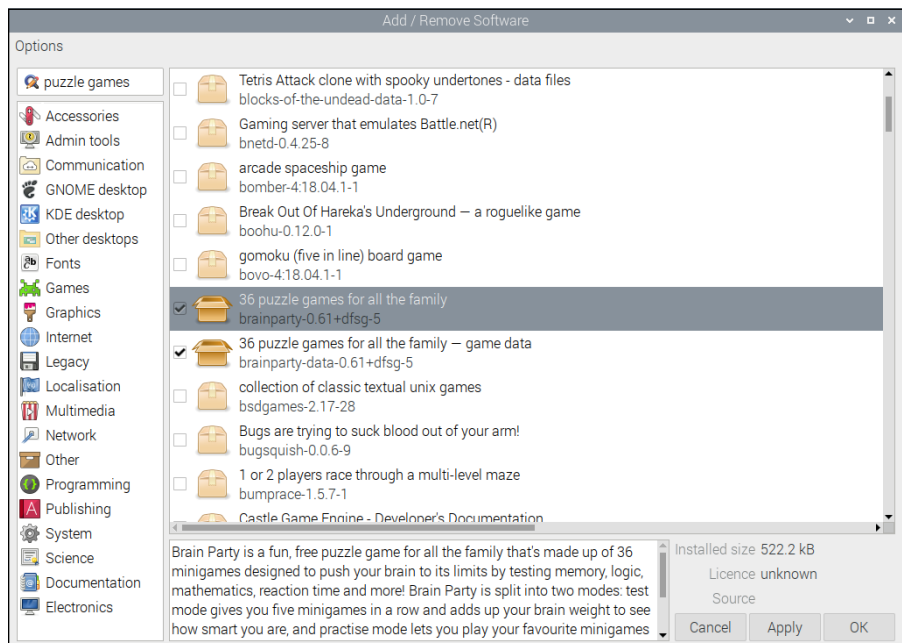 Add / Remove Software
Options
puzzle games
Accessories
Admin tools
Communication
GNOME desktop
KDE desktop
Other desktops
Fonts
Games
Graphics
Internet
Legacy
Localisation
Multimedia
Network
Other
Programming
Publishing
System
Science
Documentation
Electronics
Tetris Attack clone with spooky undertones - data files
blocks-of-the-undead-data-1.0-7
Gaming server that emulates Battle.net(R)
bnetd-0.4.25-8
arcade spaceship game
bomber-4:18.04.1-1
Break Out Of Hareka's Underground — a roguelike game
boohu-0.12.0-1
gomoku (five in line) board game
bovo-4:18.04.1-1
36 puzzle games for all the family
brainparty-0.61+dfsg-5
36 puzzle games for all the family — game data
brainparty-data-0.61+dfsg-5
collection of classic textual unix games
bsdgames-2.17-28
Bugs are trying to suck blood out of your arm!
bugsquish-0.0.6-9
1 or 2 players race through a multi-level maze
bumprace-1.5.7-1
Castle Game Engine - Developer's Documentation
Brain Party is a fun, free puzzle game for all the family that's made up of 36
minigames designed to push your brain to its limits by testing memory, logic,
mathematics, reaction time and more! Brain Party is split into two modes: test
mode gives you five minigames in a row and adds up your brain weight to see
how smart you are, and practise mode lets you play your favourite minigames
Installed size 522.2 kB
Licence unknown
Source
Cancel Apply OK